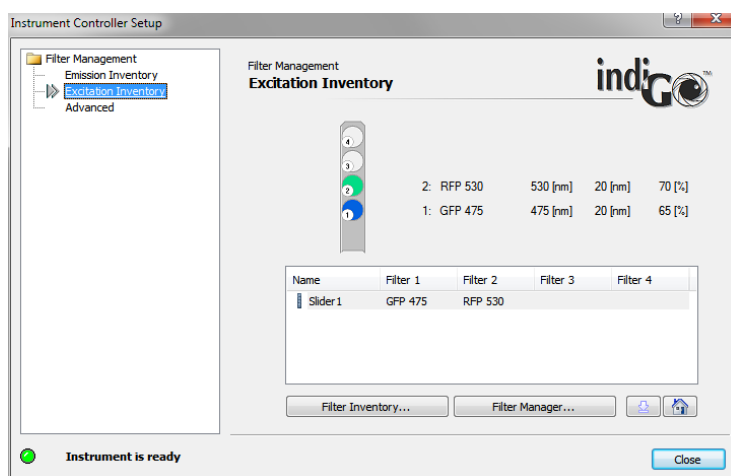 Instrument Controller Setup
Filter Management
Emission Inventory
Excitation Inventory
Advanced
Filter Management
Excitation Inventory
indiGO™
4
3
2
1
2: RFP 530 530 [nm] 20 [nm] 70 [%]
1: GFP 475 475 [nm] 20 [nm] 65 [%]
Name Filter 1 Filter 2 Filter 3 Filter 4
Slider1 GFP 475 RFP 530
Filter Inventory... Filter Manager...
Instrument is ready
Close